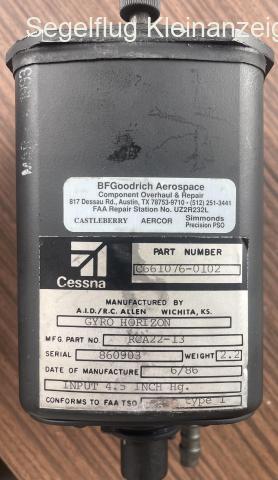 Segelflug Kleinanzeig
BFGoodrich Aerospace
Component Overhaul & Repair
817 Dessau Rd., Austin, TX 78753-9710 • (512) 251-3441
FAA Repair Station No. UZ2R232L
CASTLEBERRY AERCOR Simmonds
Precision PSO
PART NUMBER
C661076-0102
Cessna
MANUFACTURED BY
A.I.D./R.C. ALLEN WICHITA, KS.
GYRO HORIZON
MFG. PART NO. RCA22-13
SERIAL 860903 WEIGHT 2.2
DATE OF MANUFACTURE 6/86
INPUT 4.5 INCH Hg.
CONFORMS TO FAA TSO type 1